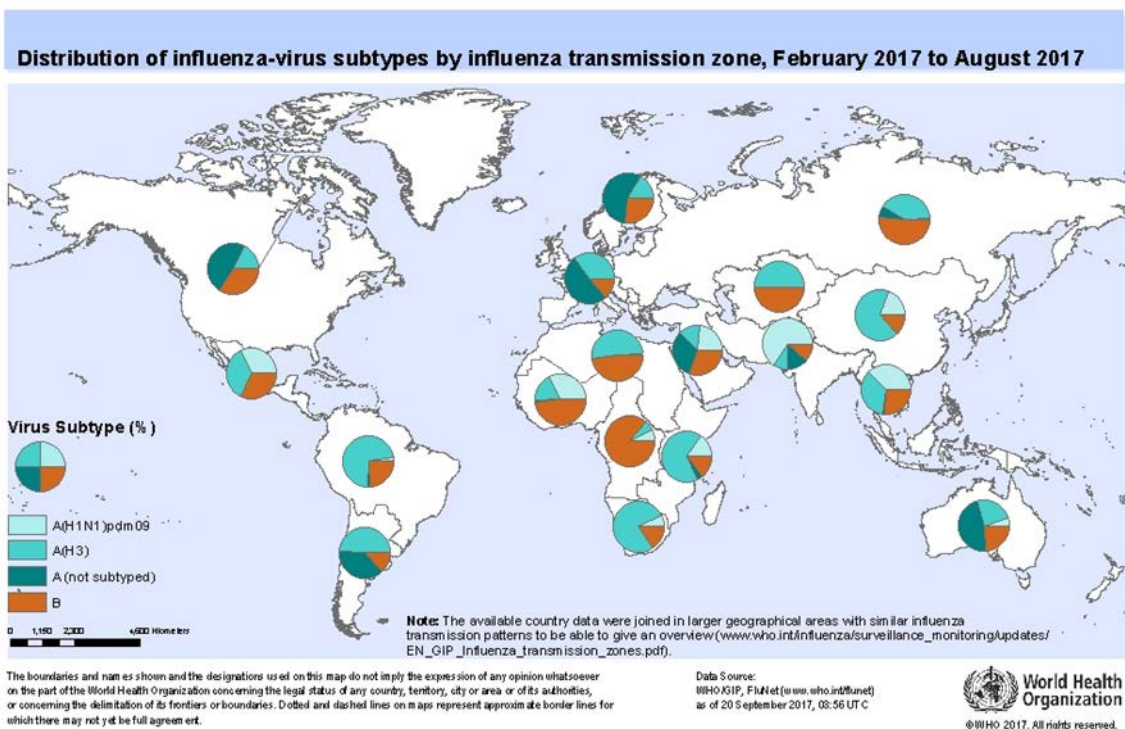 Distribution of influenza-virus subtypes by influenza transmission zone, February 2017 to August 2017
Virus Subtype (%)
A(H1N1)pdm09
A(H3)
A (not subtyped)
B
0 1,150 2,300 4,600 Kilometers
Note: The available country data were joined in larger geographical areas with similar influenza
transmission patterns to be able to give an overview (www.who.int/influenza/surveillance_monitoring/updates/
EN_GIP_Influenza_transmission_zones.pdf).
The boundaries and names shown and the designations used on this map do not imply the expression of any opinion whatsoever
on the part of the World Health Organization concerning the legal status of any country, territory, city or area or of its authorities,
or concerning the delimitation of its frontiers or boundaries. Dotted and dashed lines on maps represent approximate border lines for
which there may not yet be full agreement.
Data Source:
WHO/GIP, FluNet (www.who.int/flunet)
as of 20 September 2017, 08:56 UTC
World Health
Organization
©WHO 2017. All rights reserved.